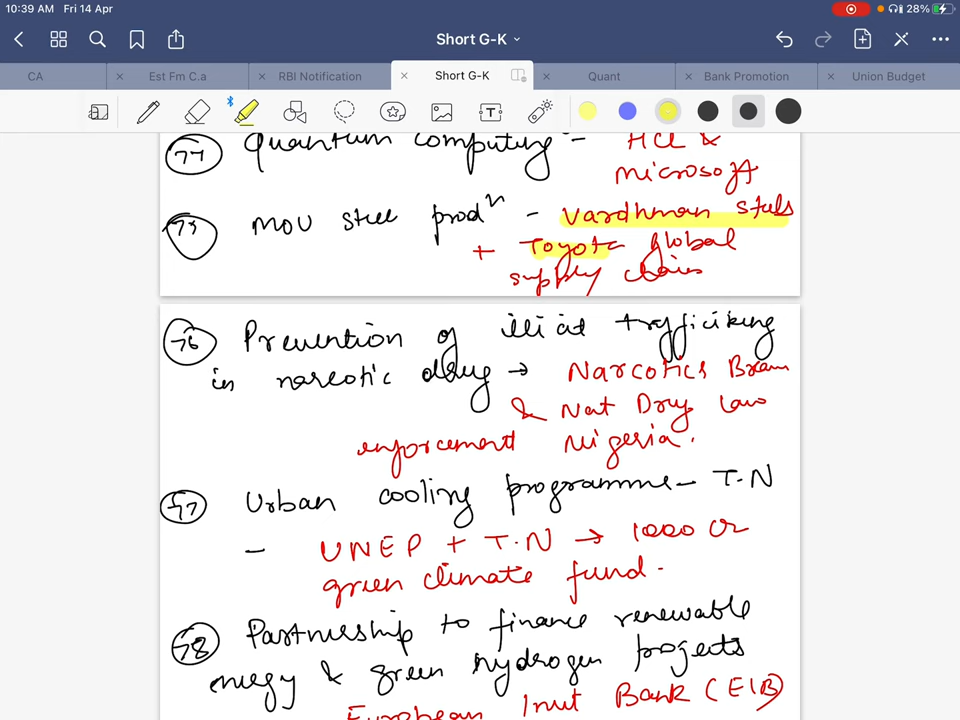 10:39 AM Fri 14 Apr 28%
Short G-K
CA Est Fm C.a RBI Notification Short G-K Quant Bank Promotion Union Budget
74 Quantum computing - HCL &
Microsoft
75 MOU steel prodⁿ - Vardhman steels
+ Toyota global
supply chains
76 Prevention of illicit trafficking
in narcotic drug → Narcotics
& Nat Drug law
enforcement Nigeria.
77 Urban cooling programme - T.N
- UNEP + T.N → 1000 Cr
green climate fund.
78 Partnership to finance renewable
energy & green hydrogen projects
European Invt Bank (EIB)